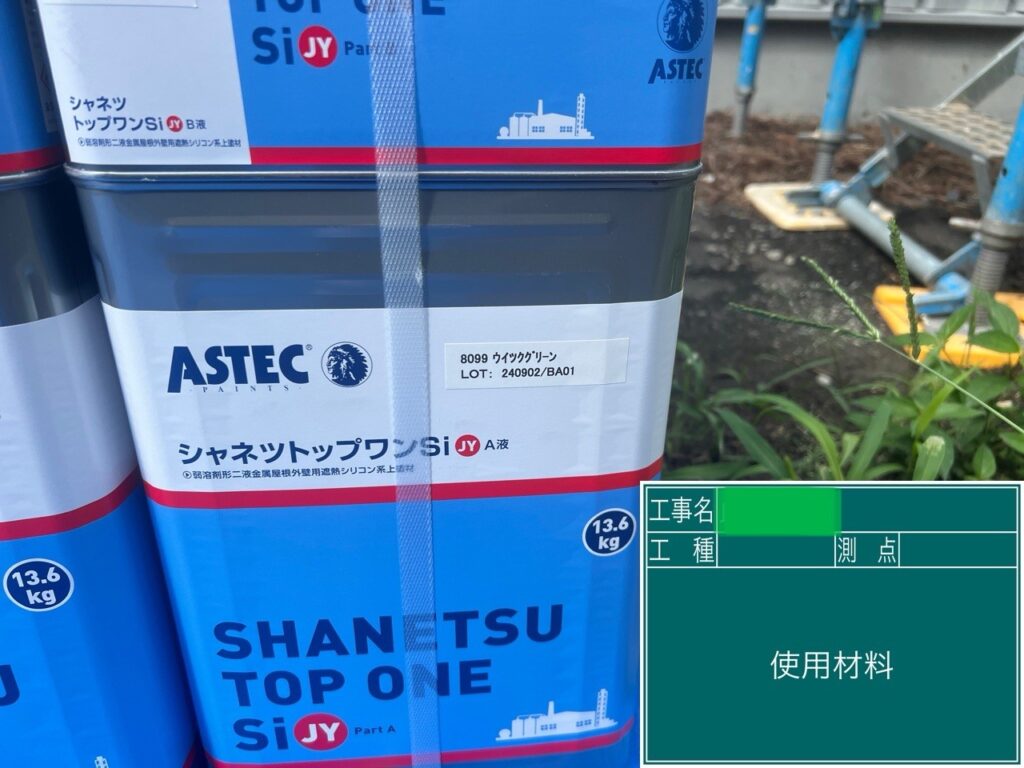 TOP ONE
Si JY Part B
ASTEC
PAINTS
シャネツ
トップワンSi JY B液
弱溶剤形二液金属屋根外壁用遮熱シリコン系上塗材
ASTEC®
-PAINTS-
8099 ウイツクグリーン
LOT: 240902/BA01
シャネツトップワンSi JY A液
弱溶剤形二液金属屋根外壁用遮熱シリコン系上塗材
13.6
kg
13.6
kg
SHANETSU
TOP ONE
Si JY Part A
工事名
工 種
測 点
使用材料